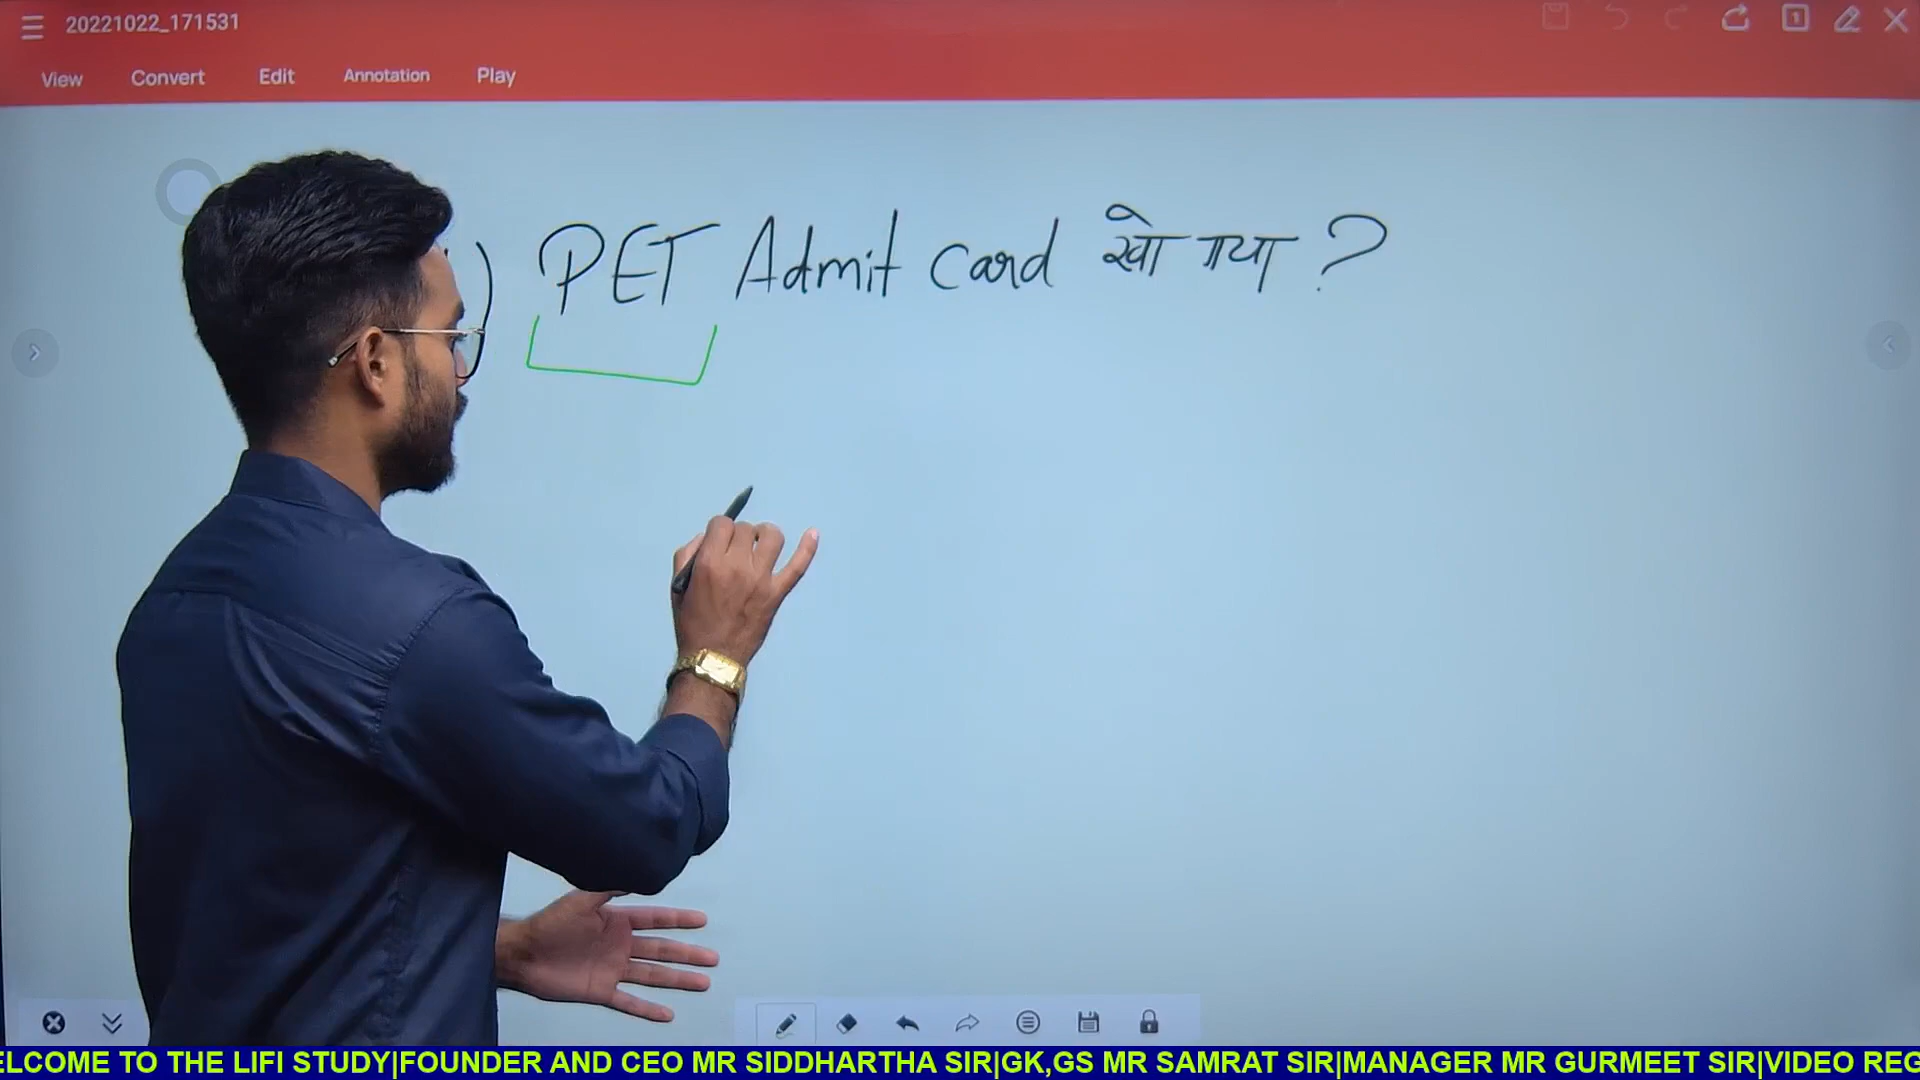 20221022_171531
View Convert Edit Annotation Play
) PET Admit Card खो गया ?
ELCOME TO THE LIFI STUDY|FOUNDER AND CEO MR SIDDHARTHA SIR|GK,GS MR SAMRAT SIR|MANAGER MR GURMEET SIR|VIDEO REG